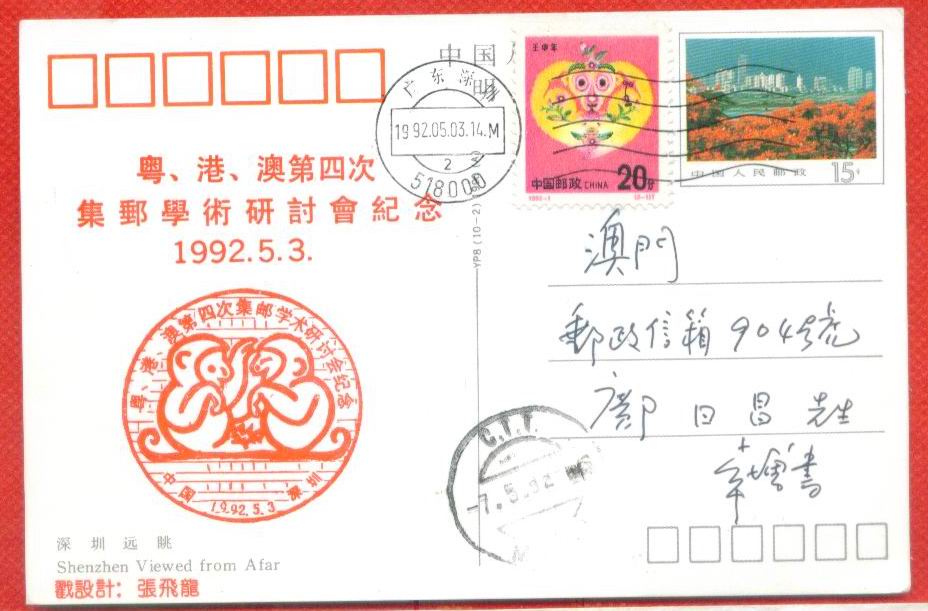 中国人
明
广东深圳
1992.05.03.14.M
2
518000
壬申年
中国邮政 CHINA 20分
1992-1
中国人民邮政 15分
粤、港、澳第四次
集郵學術研討會紀念
1992.5.3.
粤、港、澳第四次集邮学术研讨会纪念
中国 深圳
1992.5.3
YP8(10-2)
澳門
郵政信箱904號
鄺日昌先生
C.T.T.
-7.5.92
深圳远眺
Shenzhen Viewed from Afar
戳設計：張飛龍